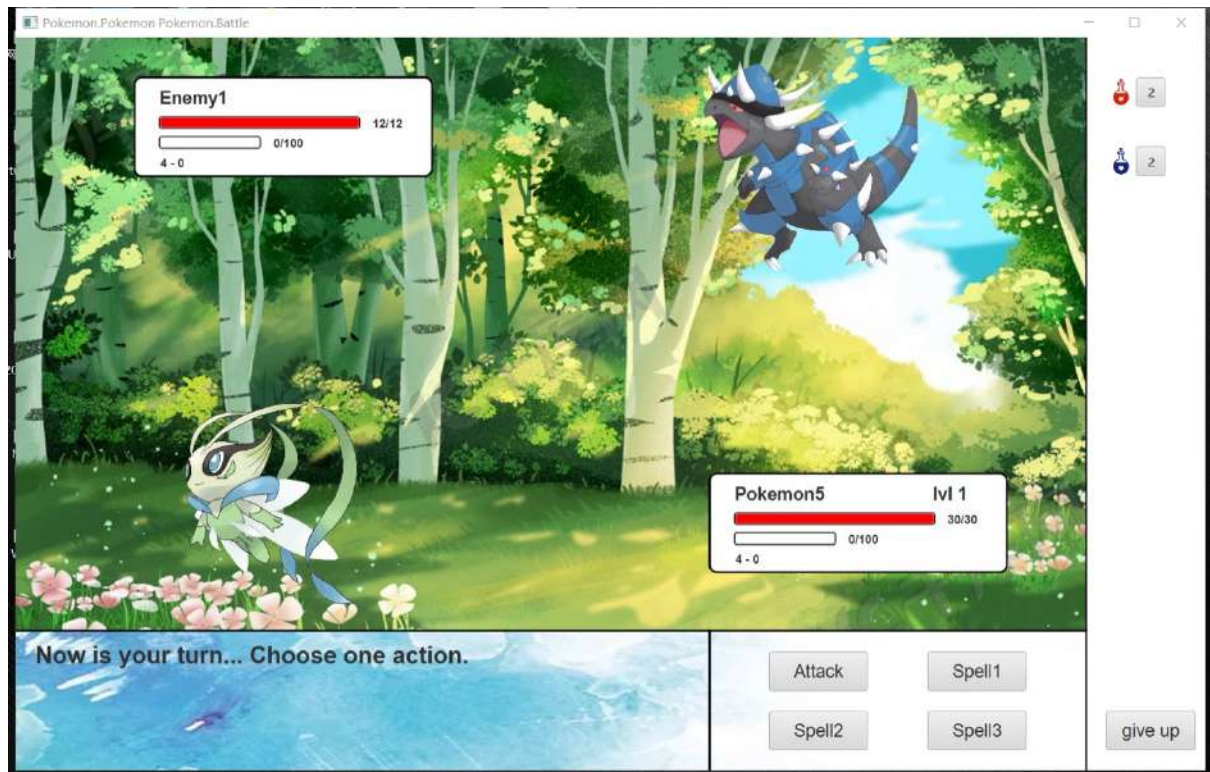 Pokemon.Pokemon Pokemon.Battle
Enemy1
12/12
0/100
4 - 0
2
2
Pokemon5 lvl 1
30/30
0/100
4 - 0
Now is your turn... Choose one action.
Attack Spell1
Spell2 Spell3
give up